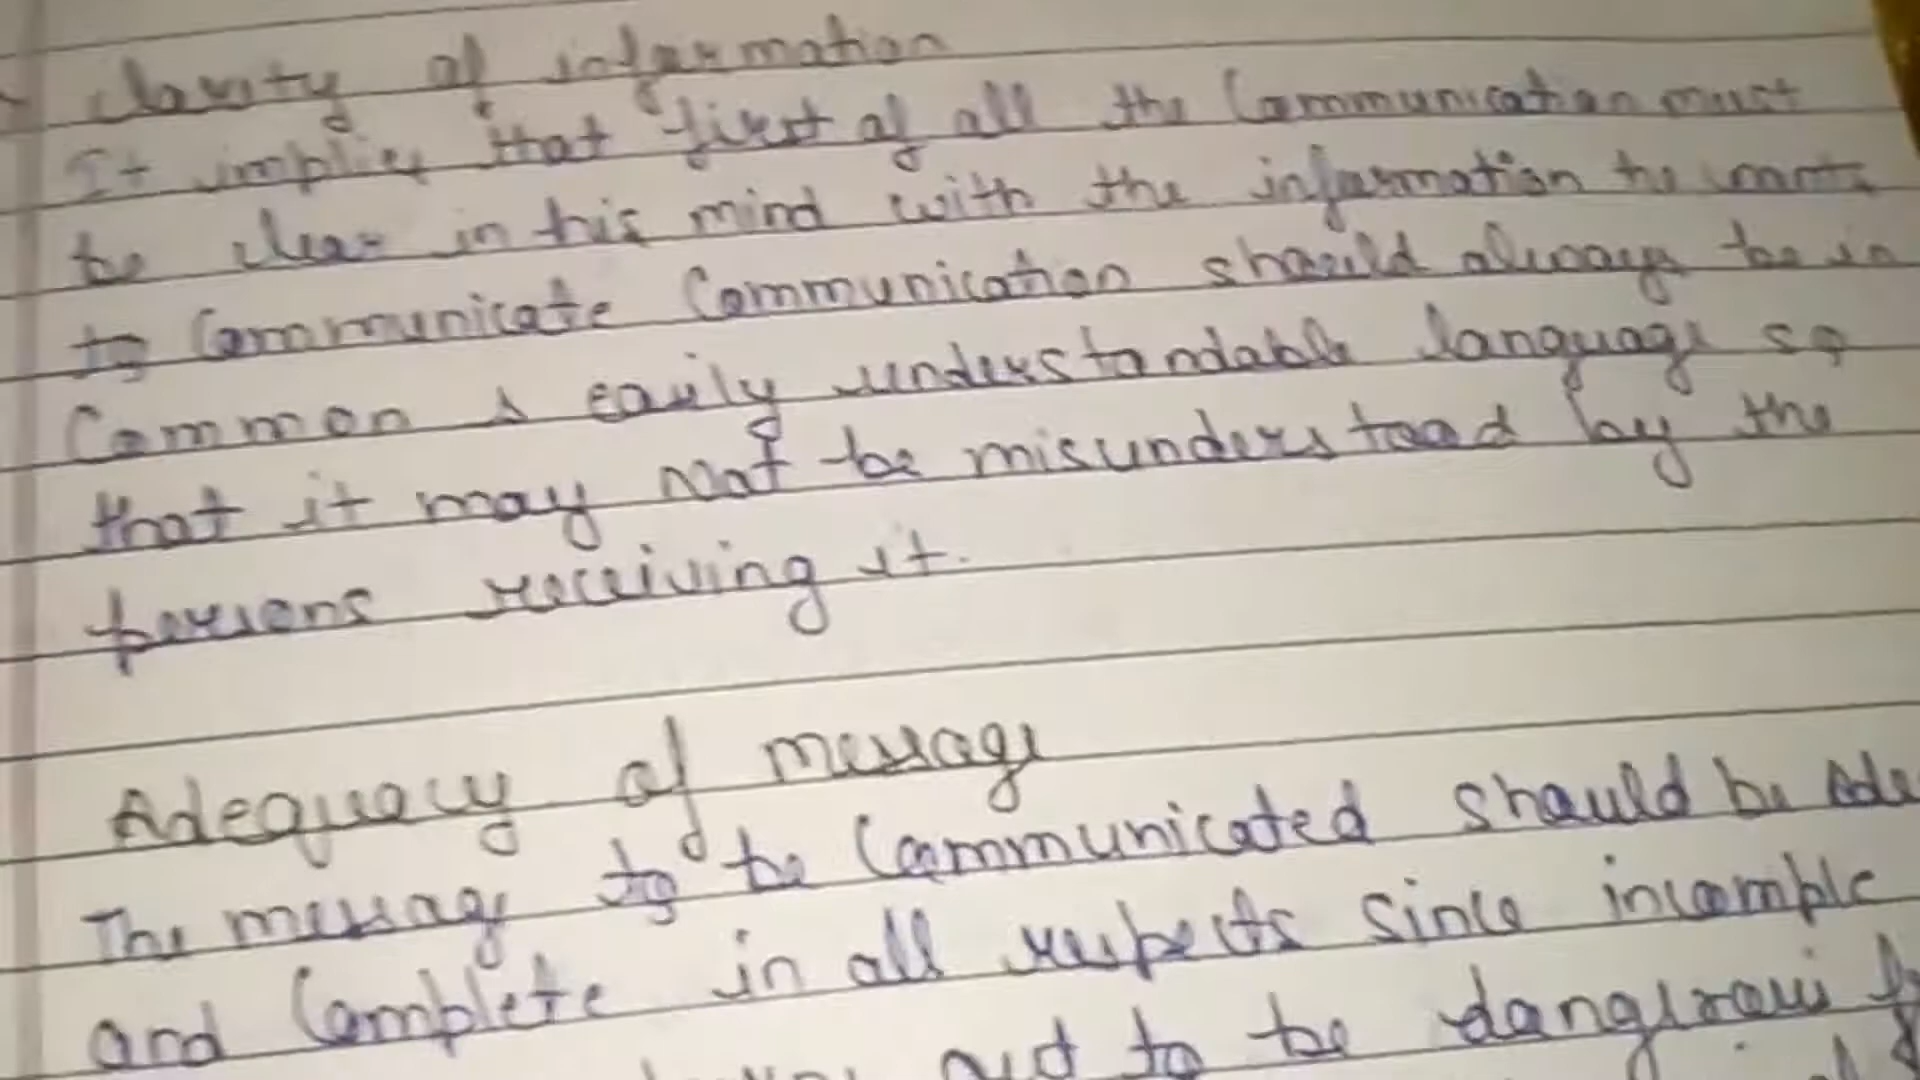 clarity of information
It implies that first of all the Communication must
be clear in his mind with the information he wants
to Communicate Communication should always be in
Common & easily understandable language so
that it may not be misunderstood by the
persons receiving it.
Adequacy of message
The message to be Communicated should be Ade
and Complete in all respects since incomple
out to be dangerous